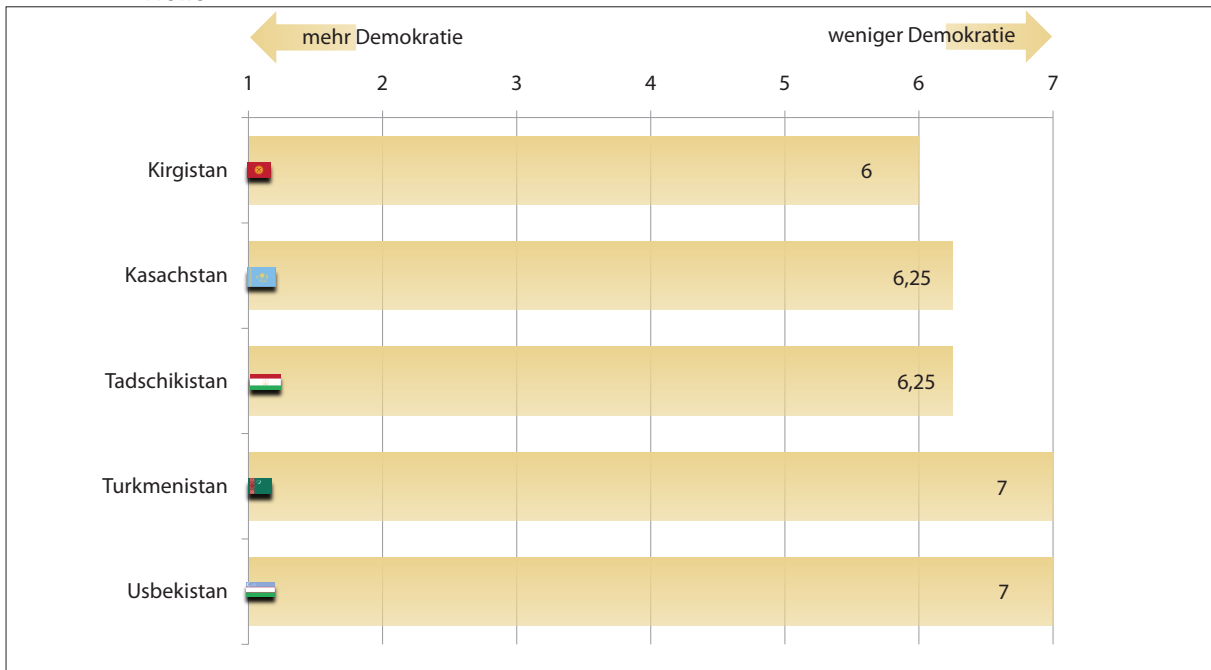 mehr Demokratie weniger Demokratie
1 2 3 4 5 6 7
Kirgistan 6
Kasachstan 6,25
Tadschikistan 6,25
Turkmenistan 7
Usbekistan 7